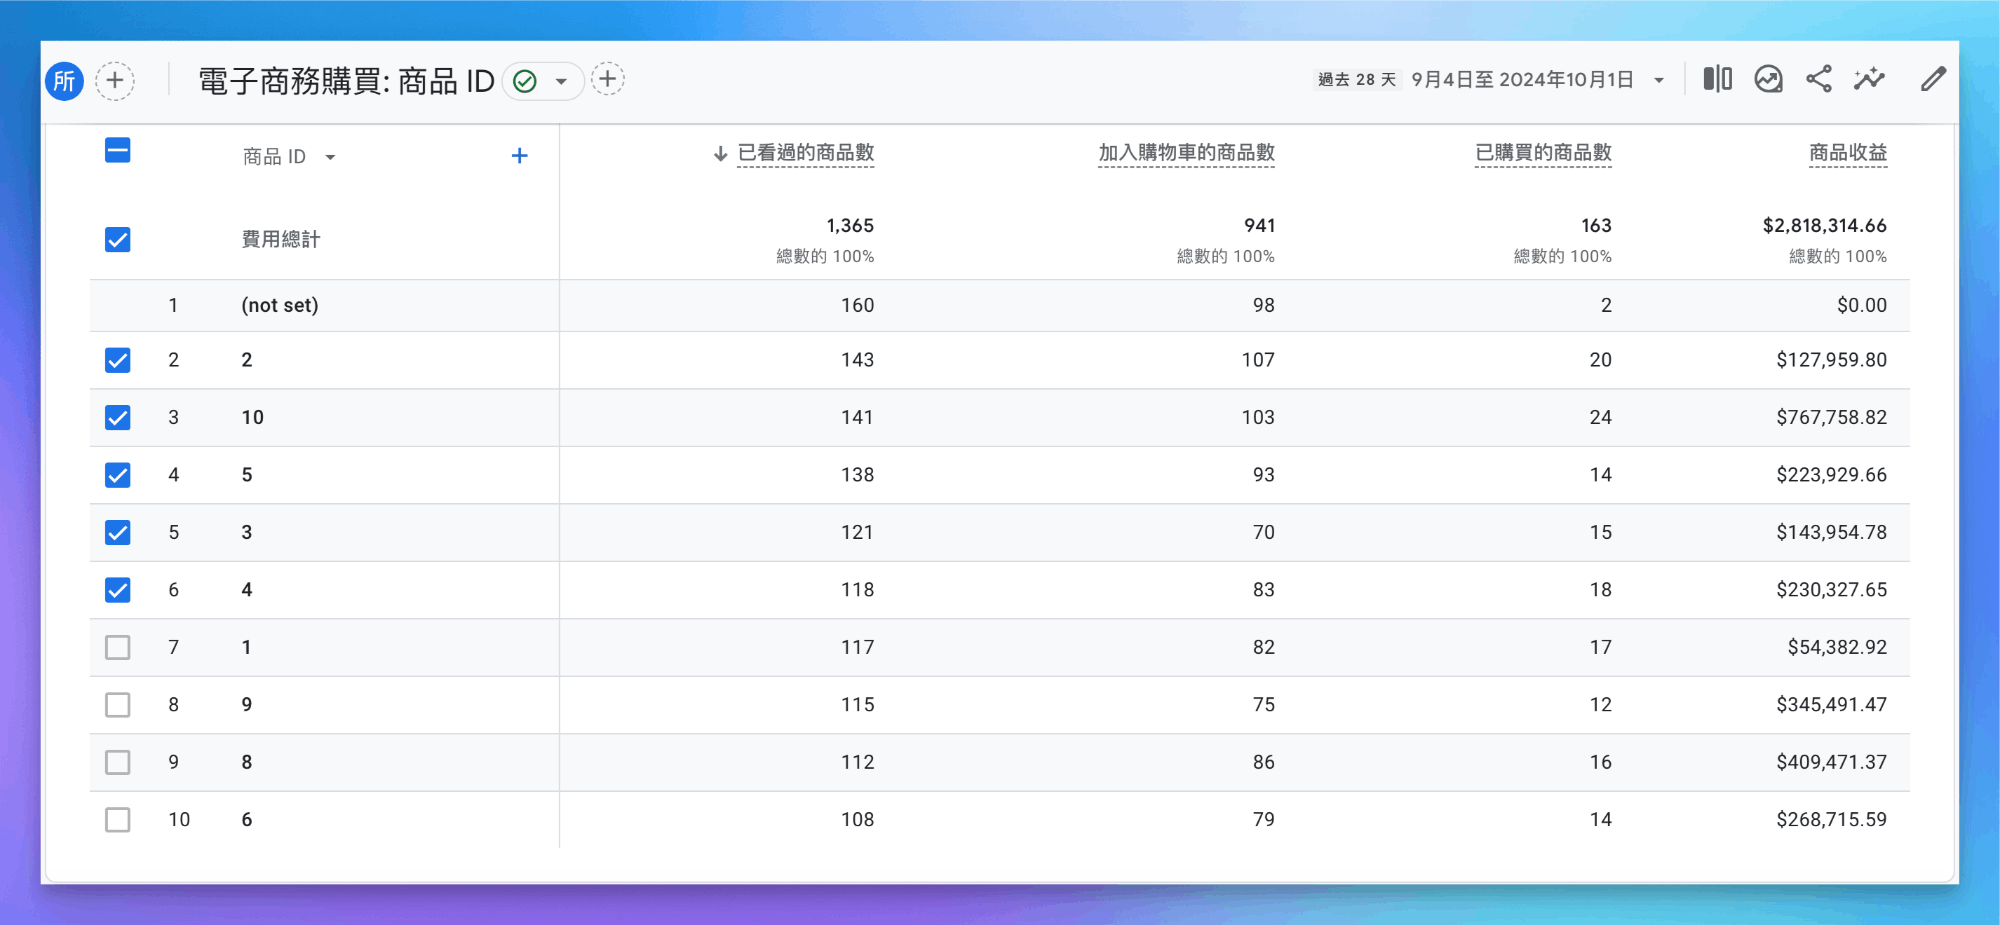 所 電子商務購買: 商品 ID 過去 28 天 9月4日至 2024年10月1日
商品 ID 已看過的商品數 加入購物車的商品數 已購買的商品數 商品收益
費用總計 1,365 941 163 $2,818,314.66
總數的 100% 總數的 100% 總數的 100% 總數的 100%
1 (not set) 160 98 2 $0.00
2 2 143 107 20 $127,959.80
3 10 141 103 24 $767,758.82
4 5 138 93 14 $223,929.66
5 3 121 70 15 $143,954.78
6 4 118 83 18 $230,327.65
7 1 117 82 17 $54,382.92
8 9 115 75 12 $345,491.47
9 8 112 86 16 $409,471.37
10 6 108 79 14 $268,715.59